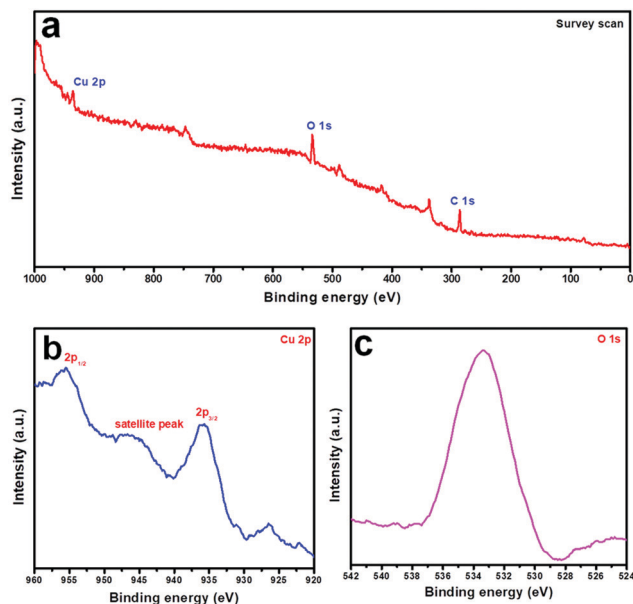 a
Survey scan
Cu 2p
O 1s
C 1s
Intensity (a.u.)
1000 900 800 700 600 500 400 300 200 100 0
Binding energy (eV)
b
Cu 2p
2p1/2
satellite peak
2p3/2
Intensity (a.u.)
960 955 950 945 940 935 930 925 920
Binding energy (eV)
c
O 1s
Intensity (a.u.)
542 540 538 536 534 532 530 528 526 524
Binding energy (eV)